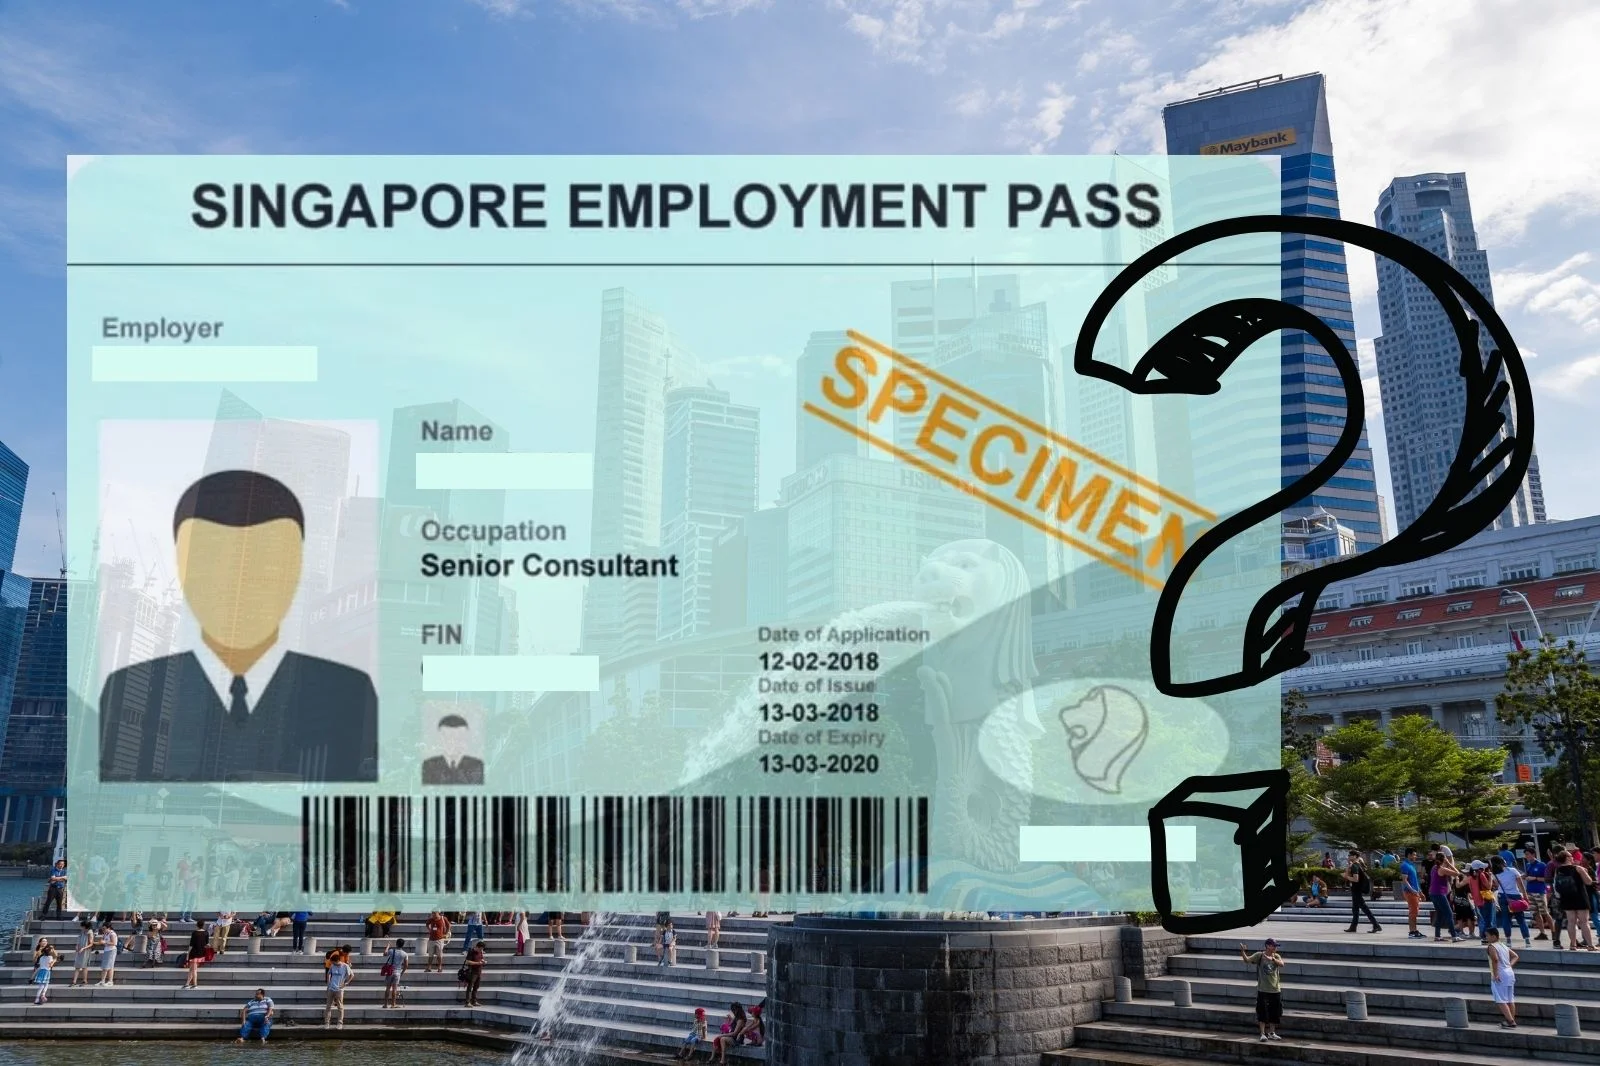 Maybank
SINGAPORE EMPLOYMENT PASS
Employer
SPECIMEN
Name
HSBC
Occupation
Senior Consultant
FIN
Date of Application
12-02-2018
Date of Issue
13-03-2018
Date of Expiry
13-03-2020
?